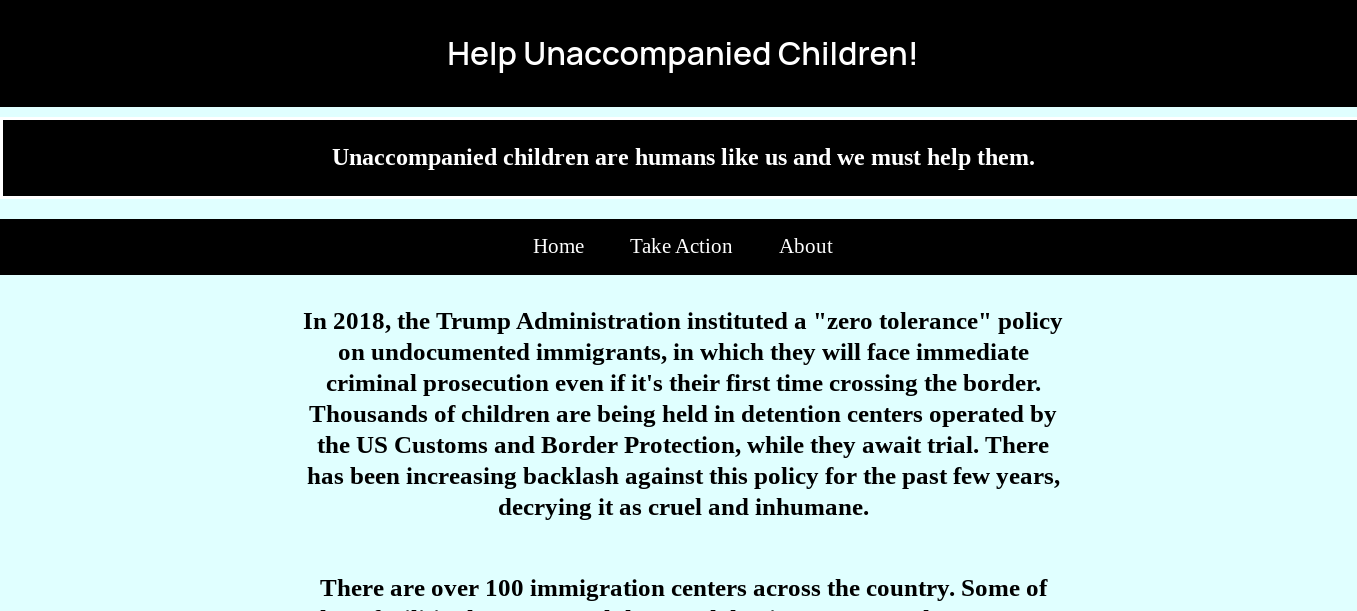 Help Unaccompanied Children!
Unaccompanied children are humans like us and we must help them.
Home Take Action About
In 2018, the Trump Administration instituted a "zero tolerance" policy
on undocumented immigrants, in which they will face immediate
criminal prosecution even if it's their first time crossing the border.
Thousands of children are being held in detention centers operated by
the US Customs and Border Protection, while they await trial. There
has been increasing backlash against this policy for the past few years,
decrying it as cruel and inhumane.
There are over 100 immigration centers across the country. Some of